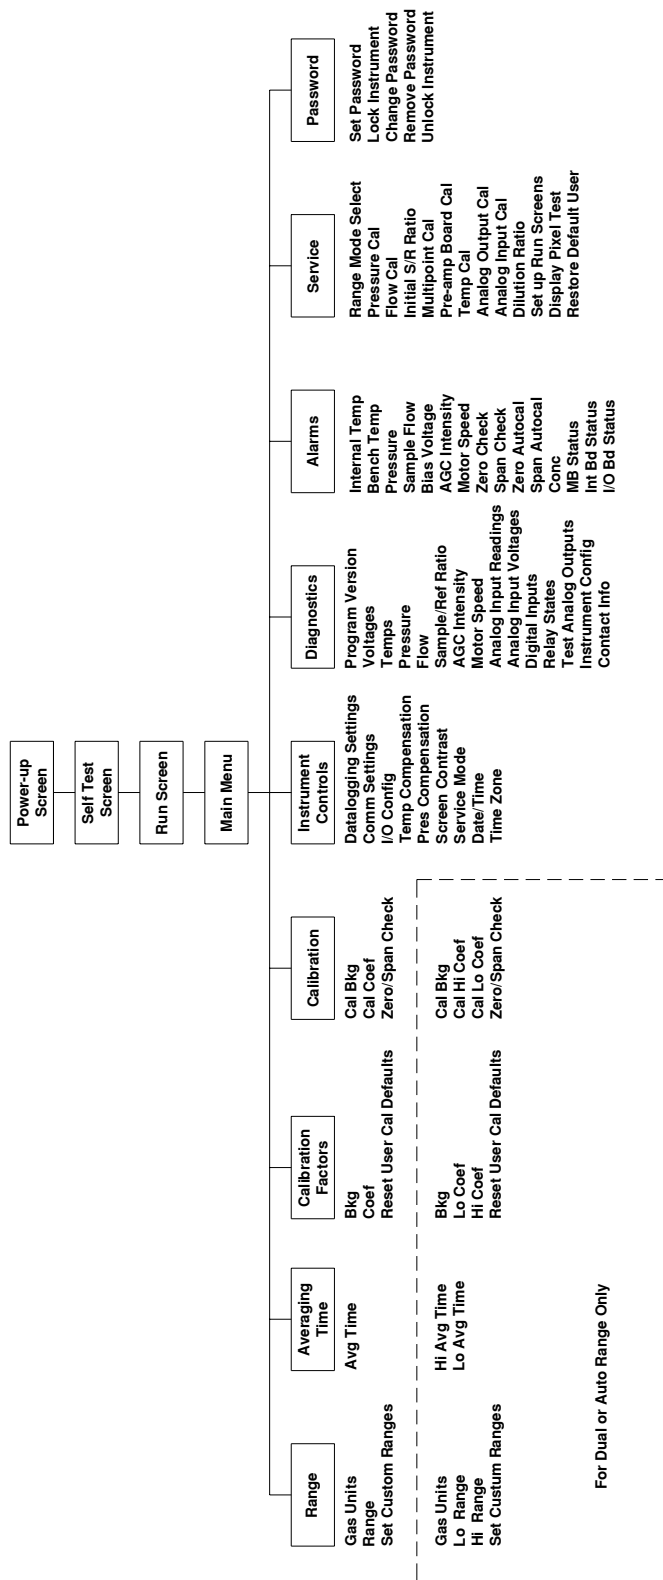 Power-up
Screen
Self Test
Screen
Run Screen
Main Menu
Range
Gas Units
Range
Set Custom Ranges
Averaging
Time
Avg Time
Calibration
Factors
Bkg
Coef
Reset User Cal Defaults
Calibration
Cal Bkg
Cal Coef
Zero/Span Check
Instrument
Controls
Datalogging Settings
Comm Settings
I/O Config
Temp Compensation
Pres Compensation
Screen Contrast
Service Mode
Date/Time
Time Zone
Diagnostics
Program Version
Voltages
Temps
Pressure
Flow
Sample/Ref Ratio
AGC Intensity
Motor Speed
Analog Input Readings
Analog Input Voltages
Digital Inputs
Relay States
Test Analog Outputs
Instrument Config
Contact Info
Alarms
Internal Temp
Bench Temp
Pressure
Sample Flow
Bias Voltage
AGC Intensity
Motor Speed
Zero Check
Span Check
Zero Autocal
Span Autocal
Conc
MB Status
Int Bd Status
I/O Bd Status
Service
Range Mode Select
Pressure Cal
Flow Cal
Initial S/R Ratio
Multipoint Cal
Pre-amp Board Cal
Temp Cal
Analog Output Cal
Analog Input Cal
Dilution Ratio
Set up Run Screens
Display Pixel Test
Restore Default User
Password
Set Password
Lock Instrument
Change Password
Remove Password
Unlock Instrument
Gas Units
Lo Range
Hi Range
Set Custum Ranges
Hi Avg Time
Lo Avg Time
Bkg
Lo Coef
Hi Coef
Reset User Cal Defaults
Cal Bkg
Cal Hi Coef
Cal Lo Coef
Zero/Span Check
For Dual or Auto Range Only